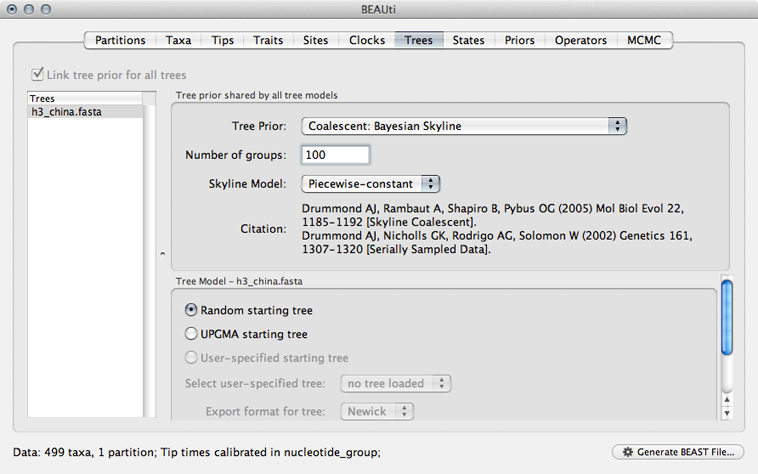 BEAUti
Partitions Taxa Tips Traits Sites Clocks Trees States Priors Operators MCMC
Link tree prior for all trees
Trees
h3_china.fasta
Tree prior shared by all tree models
Tree Prior: Coalescent: Bayesian Skyline
Number of groups: 100
Skyline Model: Piecewise-constant
Citation:
Drummond AJ, Rambaut A, Shapiro B, Pybus OG (2005) Mol Biol Evol 22,
1185-1192 [Skyline Coalescent].
Drummond AJ, Nicholls GK, Rodrigo AG, Solomon W (2002) Genetics 161,
1307-1320 [Serially Sampled Data].
Tree Model - h3_china.fasta
Random starting tree
UPGMA starting tree
User-specified starting tree
Select user-specified tree: no tree loaded
Export format for tree: Newick
Data: 499 taxa, 1 partition; Tip times calibrated in nucleotide_group;
Generate BEAST File...